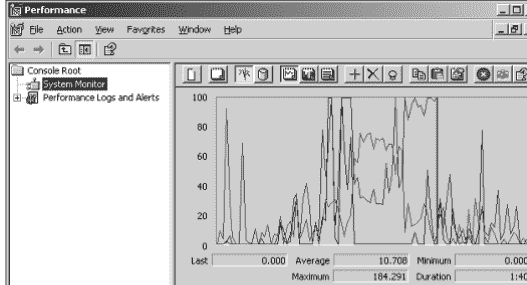 Performance
File Action View Favorites Window Help
Console Root
System Monitor
Performance Logs and Alerts
100
80
60
40
20
0
Last 0.000 Average 10.708 Minimum 0.000
Maximum 184.291 Duration 1:40